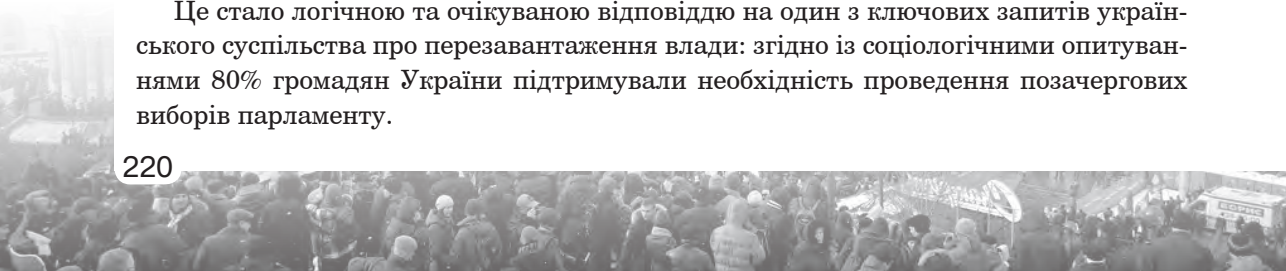 Це стало логічною та очікуваною відповіддю на один з ключових запитів україн-
ського суспільства про перезавантаження влади: згідно із соціологічними опитуван-
нями 80% громадян України підтримували необхідність проведення позачергових
виборів парламенту.
220